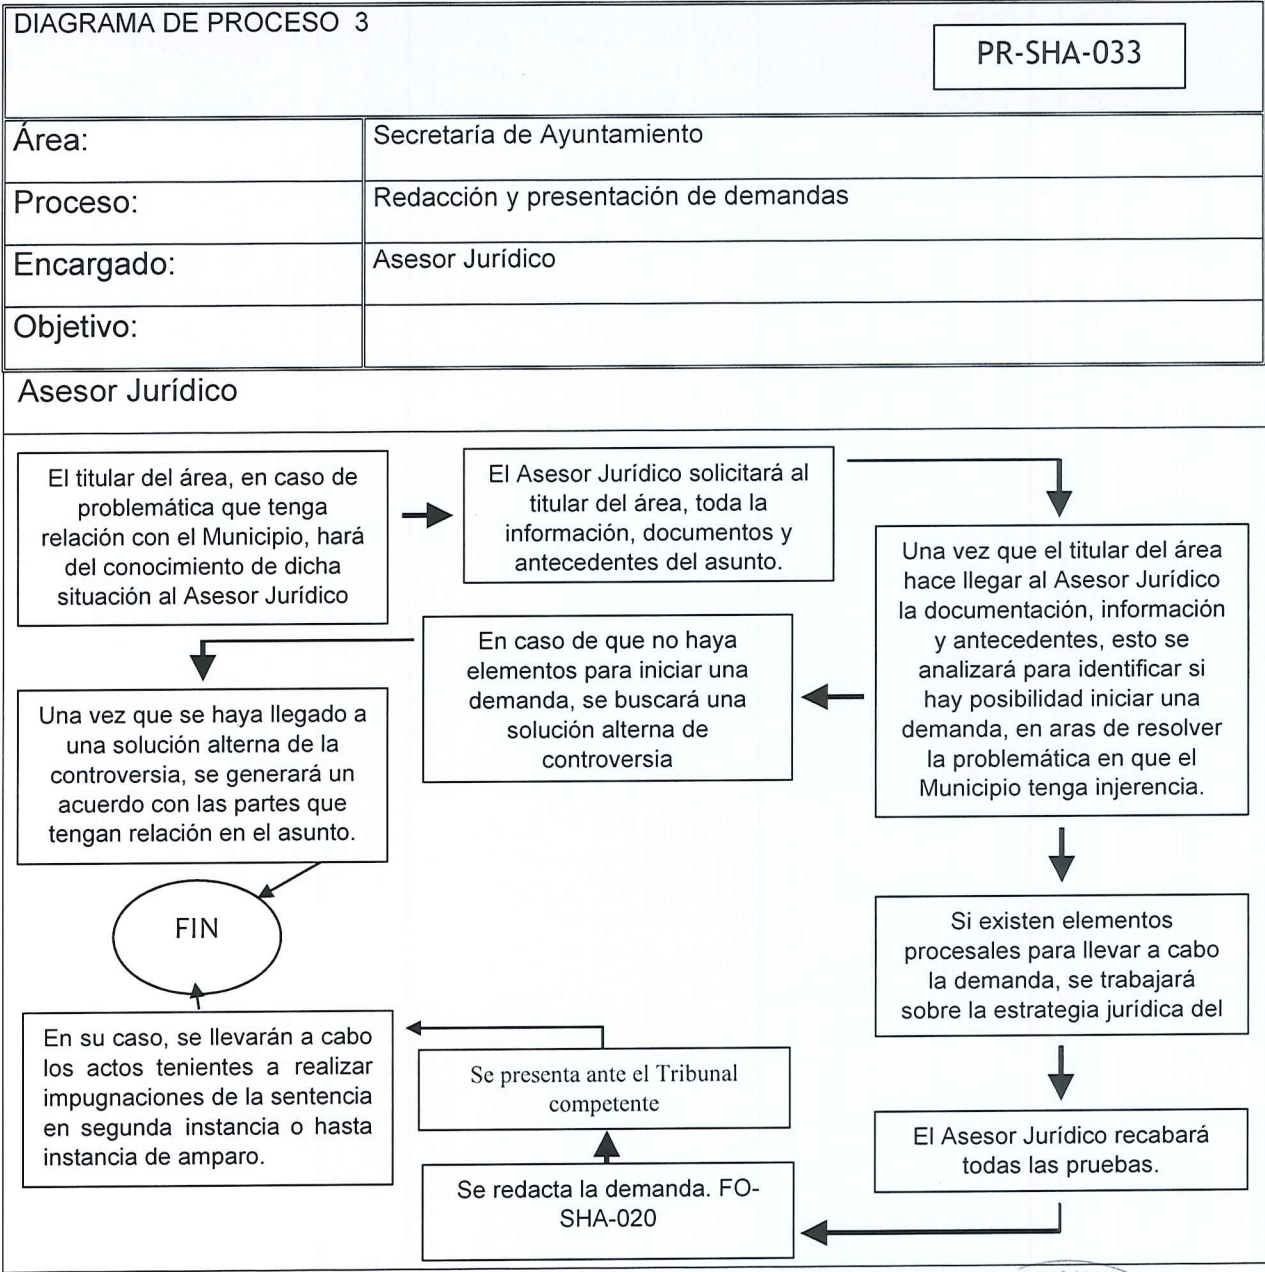 DIAGRAMA DE PROCESO 3
PR-SHA-033
Área:
Secretaría de Ayuntamiento
Proceso:
Redacción y presentación de demandas
Encargado:
Asesor Jurídico
Objetivo:
Asesor Jurídico
El titular del área, en caso de
problemática que tenga
relación con el Municipio, hará
del conocimiento de dicha
situación al Asesor Jurídico
El Asesor Jurídico solicitará al
titular del área, toda la
información, documentos y
antecedentes del asunto.
Una vez que el titular del área
hace llegar al Asesor Jurídico
la documentación, información
y antecedentes, esto se
analizará para identificar si
hay posibilidad iniciar una
demanda, en aras de resolver
la problemática en que el
Municipio tenga injerencia.
En caso de que no haya
elementos para iniciar una
demanda, se buscará una
solución alterna de
controversia
Una vez que se haya llegado a
una solución alterna de la
controversia, se generará un
acuerdo con las partes que
tengan relación en el asunto.
FIN
Si existen elementos
procesales para llevar a cabo
la demanda, se trabajará
sobre la estrategia jurídica del
El Asesor Jurídico recabará
todas las pruebas.
Se redacta la demanda. FO-
SHA-020
Se presenta ante el Tribunal
competente
En su caso, se llevarán a cabo
los actos tenientes a realizar
impugnaciones de la sentencia
en segunda instancia o hasta
instancia de amparo.